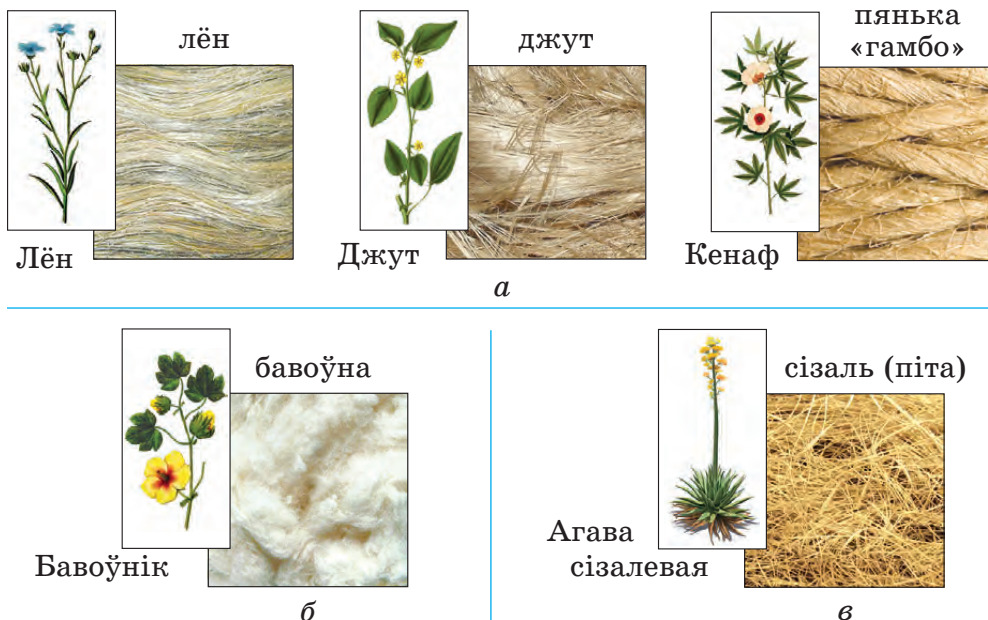 лён
Лён
джут
Джут
пянька
«гамбо»
Кенаф
а
бавоўна
Бавоўнік
б
сізаль (піта)
Агава
сізалевая
в